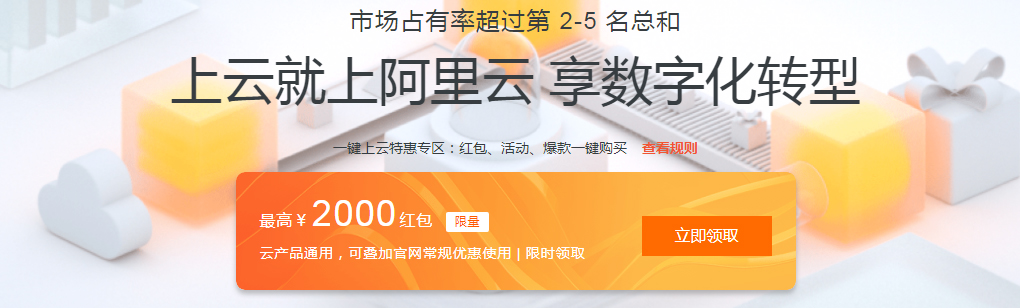 市场占有率超过第 2-5 名总和
上云就上阿里云 享数字化转型
一键上云特惠专区：红包、活动、爆款一键购买 查看规则
最高￥2000红包 限量
立即领取
云产品通用，可叠加官网常规优惠使用 | 限时领取